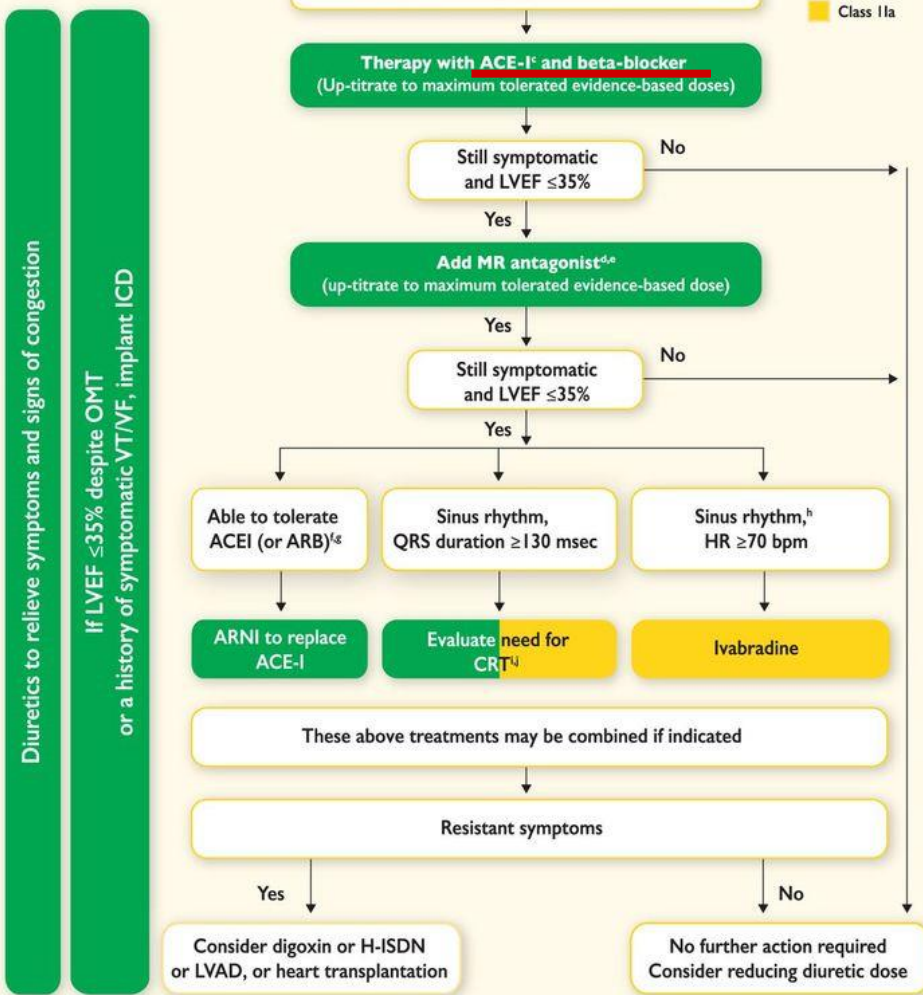 Class IIa
Diuretics to relieve symptoms and signs of congestion
If LVEF ≤35% despite OMT
or a history of symptomatic VT/VF, implant ICD
Therapy with ACE-Iᶜ and beta-blocker
(Up-titrate to maximum tolerated evidence-based doses)
Still symptomatic
and LVEF ≤35%
No
Yes
Add MR antagonistᵈ,ᵉ
(up-titrate to maximum tolerated evidence-based dose)
Yes
Still symptomatic
and LVEF ≤35%
No
Yes
Able to tolerate
ACEI (or ARB)ᶠ,ᵍ
Sinus rhythm,
QRS duration ≥130 msec
Sinus rhythm,ʰ
HR ≥70 bpm
ARNI to replace
ACE-I
Evaluate need for
CRTⁱ,ʲ
Ivabradine
These above treatments may be combined if indicated
Resistant symptoms
Yes
No
Consider digoxin or H-ISDN
or LVAD, or heart transplantation
No further action required
Consider reducing diuretic dose